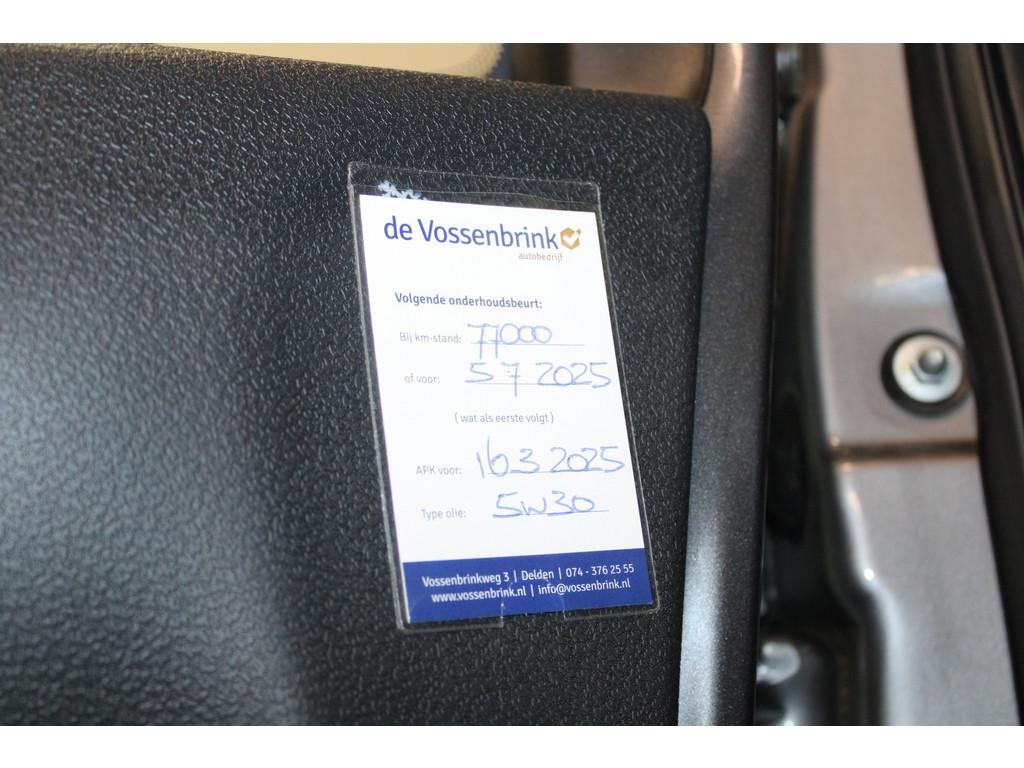 de Vossenbrink
autobedrijf
Volgende onderhoudsbeurt:
Bij km-stand: 77000
of voor: 5 7 2025
( wat als eerste volgt )
APK voor: 16 3 2025
Type olie: 5W30
Vossenbrinkweg 3 | Delden | 074 - 376 25 55
www.vossenbrink.nl | info@vossenbrink.nl